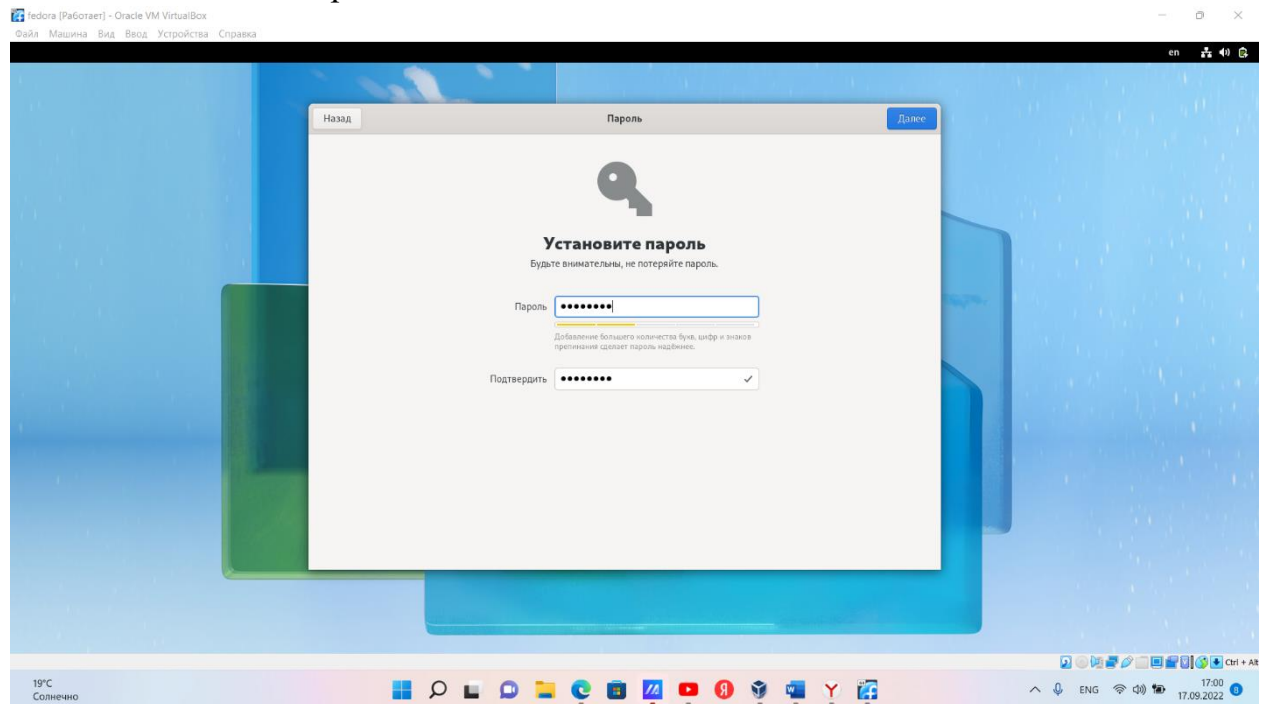 fedora [Работает] - Oracle VM VirtualBox
Файл Машина Вид Ввод Устройства Справка
en
Назад
Пароль
Далее
Установите пароль
Будьте внимательны, не потеряйте пароль.
Пароль ●●●●●●●●
Добавление большего количества букв, цифр и знаков
препинания сделает пароль надёжнее.
Подтвердить ●●●●●●●●
Ctrl + Alt
19°C
Солнечно
ENG
17:00
17.09.2022
8